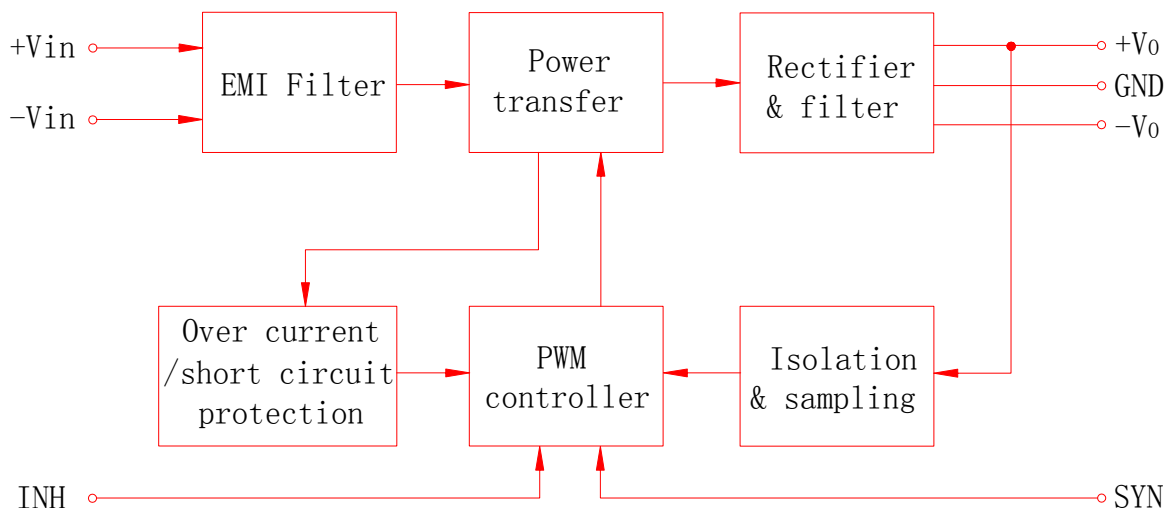 +Vin
-Vin
EMI Filter
Power
transfer
Rectifier
& filter
+V₀
GND
-V₀
Over current
/short circuit
protection
PWM
controller
Isolation
& sampling
INH
SYN